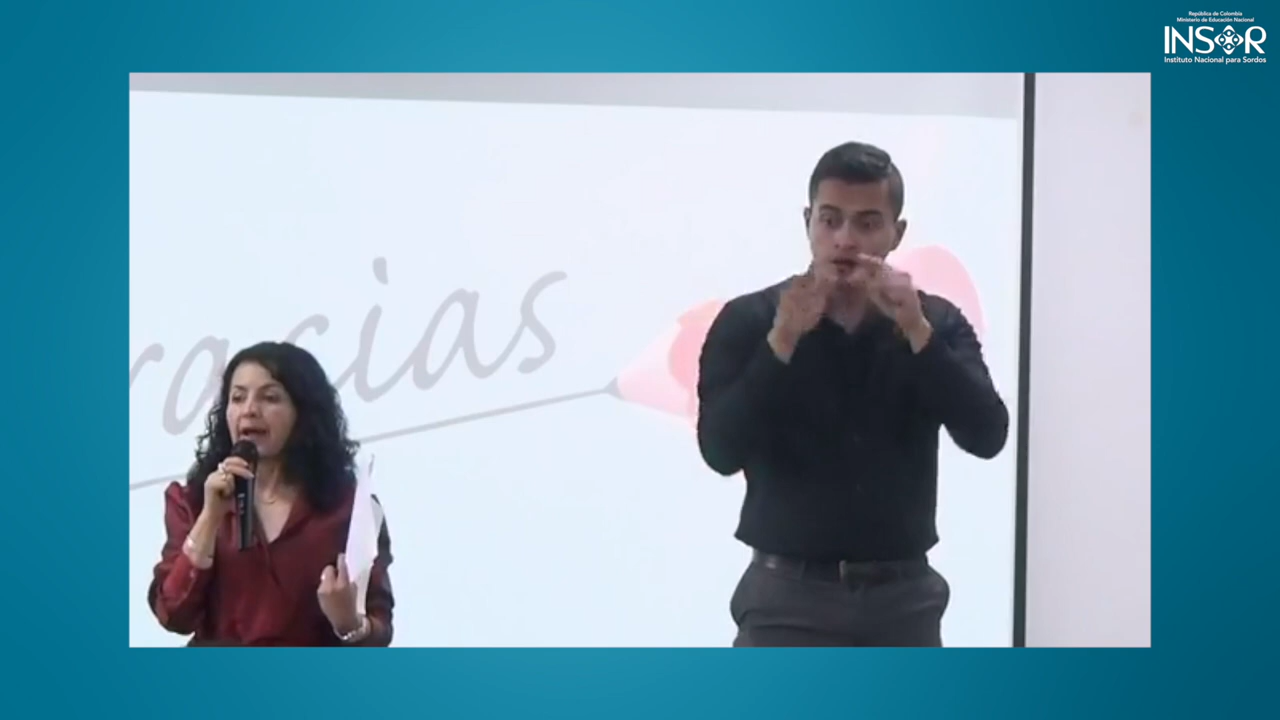 República de Colombia
Ministerio de Educación Nacional
INSOR
Instituto Nacional para Sordos
racias